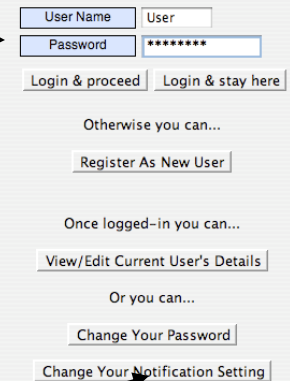 User Name User
Password ********
Login & proceed Login & stay here
Otherwise you can...
Register As New User
Once logged-in you can...
View/Edit Current User's Details
Or you can...
Change Your Password
Change Your Notification Setting